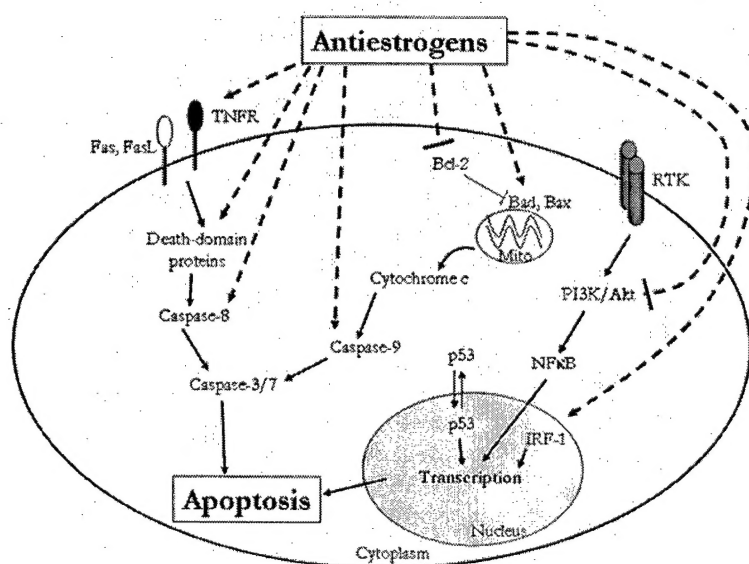 Antiestrogens
TNFR
Fas, FasL
Bcl-2
RTK
Bad, Bax
Mito
Death-domain
proteins
Cytochrome c
PI3K/Akt
Caspase-8
Caspase-9
p53
NFκB
Caspase-3/7
p53
IRF-1
Transcription
Apoptosis
Nucleus
Cytoplasm